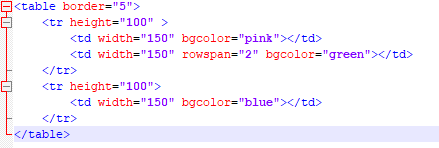 <table border="5">
<tr height="100" >
<td width="150" bgcolor="pink"></td>
<td width="150" rowspan="2" bgcolor="green"></td>
</tr>
<tr height="100">
<td width="150" bgcolor="blue"></td>
</tr>
</table>